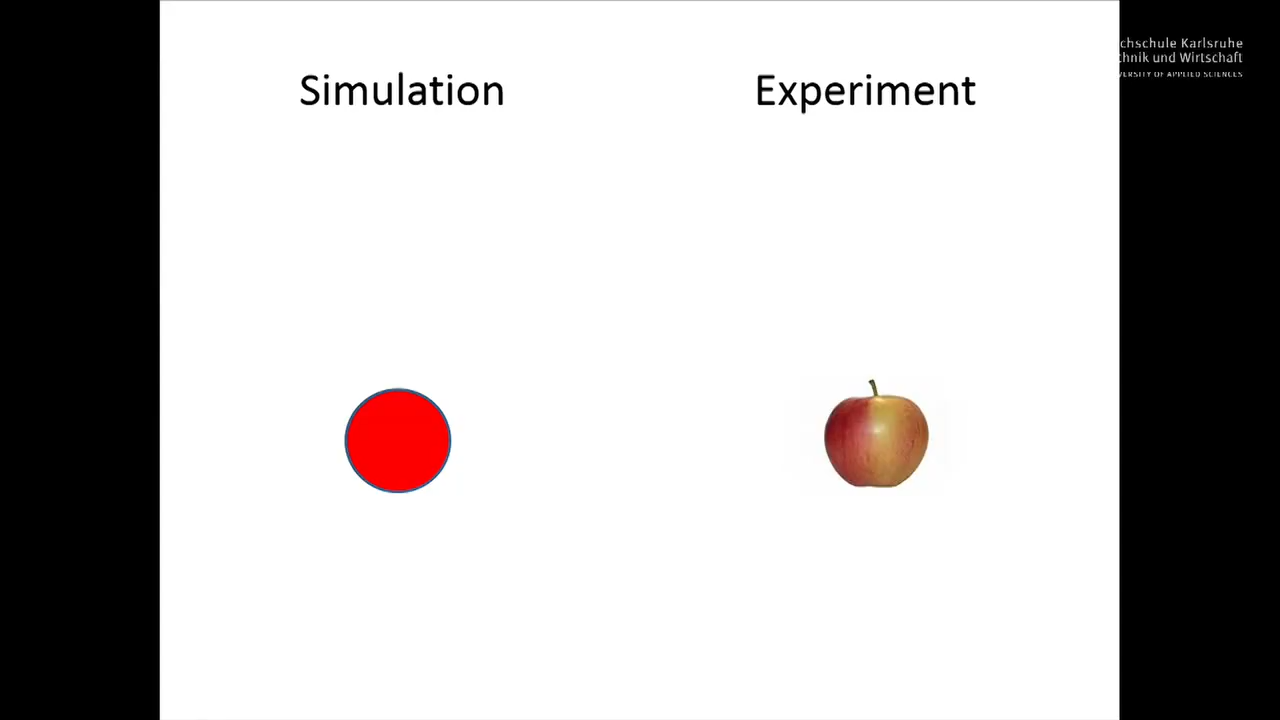 Simulation
Experiment
chschule Karlsruhe
chnik und Wirtschaft
VERSITY OF APPLIED SCIENCES